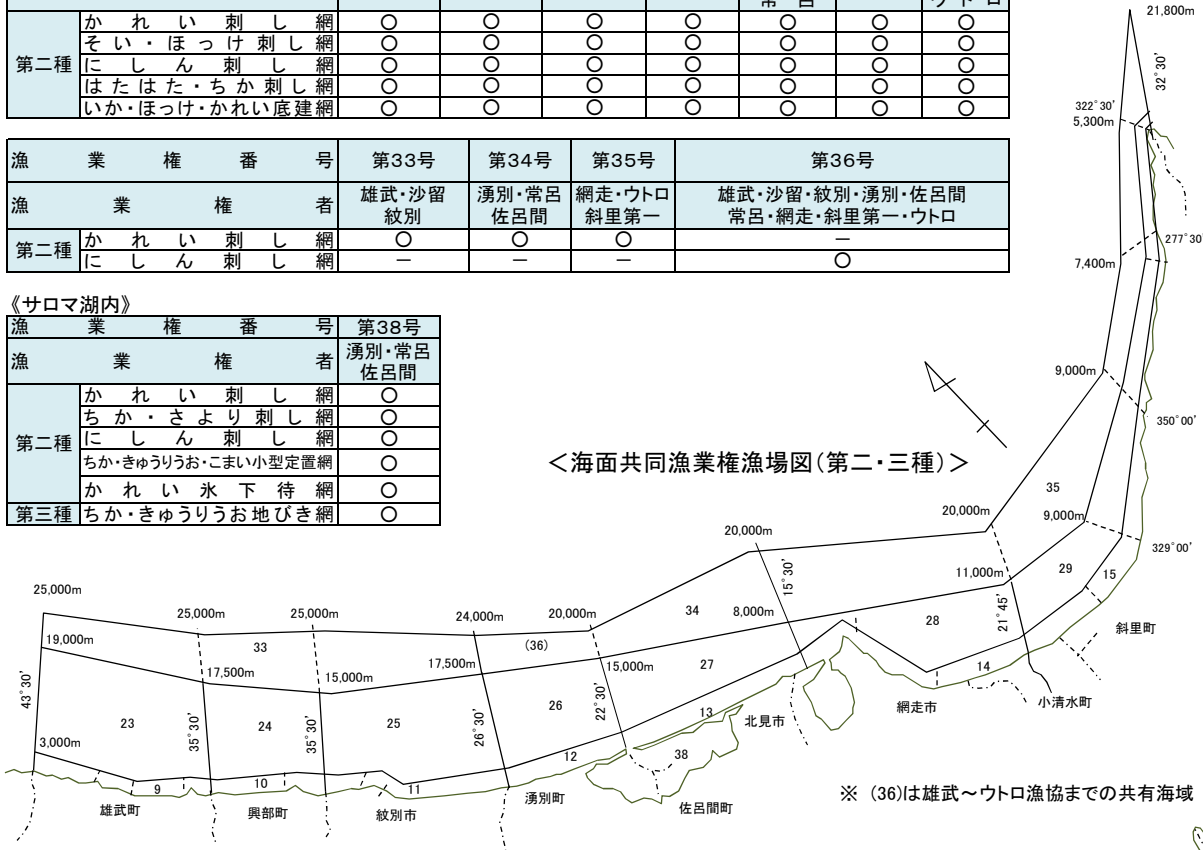 常 呂 ウ ト ロ
第二種
か れ い 刺 し 網 ○ ○ ○ ○ ○ ○ ○
そ い ・ ほ っ け 刺 し 網 ○ ○ ○ ○ ○ ○ ○
に し ん 刺 し 網 ○ ○ ○ ○ ○ ○ ○
は た は た ・ ち か 刺 し 網 ○ ○ ○ ○ ○ ○ ○
いか・ほっけ・かれい底建網 ○ ○ ○ ○ ○ ○ ○
漁 業 権 番 号 第33号 第34号 第35号 第36号
漁 業 権 者 雄武・沙留 湧別・常呂 網走・ウトロ 雄武・沙留・紋別・湧別・佐呂間
紋別 佐呂間 斜里第一 常呂・網走・斜里第一・ウトロ
第二種
か れ い 刺 し 網 ○ ○ ○ －
に し ん 刺 し 網 － － － ○
《サロマ湖内》
漁 業 権 番 号 第38号
漁 業 権 者 湧別・常呂
佐呂間
第二種
か れ い 刺 し 網 ○
ち か ・ さ よ り 刺 し 網 ○
に し ん 刺 し 網 ○
ちか・きゅうりうお・こまい小型定置網 ○
か れ い 氷 下 待 網 ○
第三種 ちか・きゅうりうお地びき網 ○
＜海面共同漁業権漁場図(第二・三種)＞
21,800m
32°30'
322°30'
5,300m
277°30'
7,400m
9,000m
350°00'
35
20,000m
9,000m
329°00'
20,000m
15°30'
11,000m
29
15
25,000m
25,000m
25,000m
24,000m
20,000m
34
8,000m
28
21°45'
斜里町
19,000m
33
(36)
17,500m
15,000m
17,500m
15,000m
27
14
小清水町
43°30'
23
35°30'
24
35°30'
25
26°30'
26
22°30'
13
北見市
網走市
3,000m
12
38
9
10
11
雄武町
興部町
紋別市
湧別町
佐呂間町
※ (36)は雄武～ウトロ漁協までの共有海域